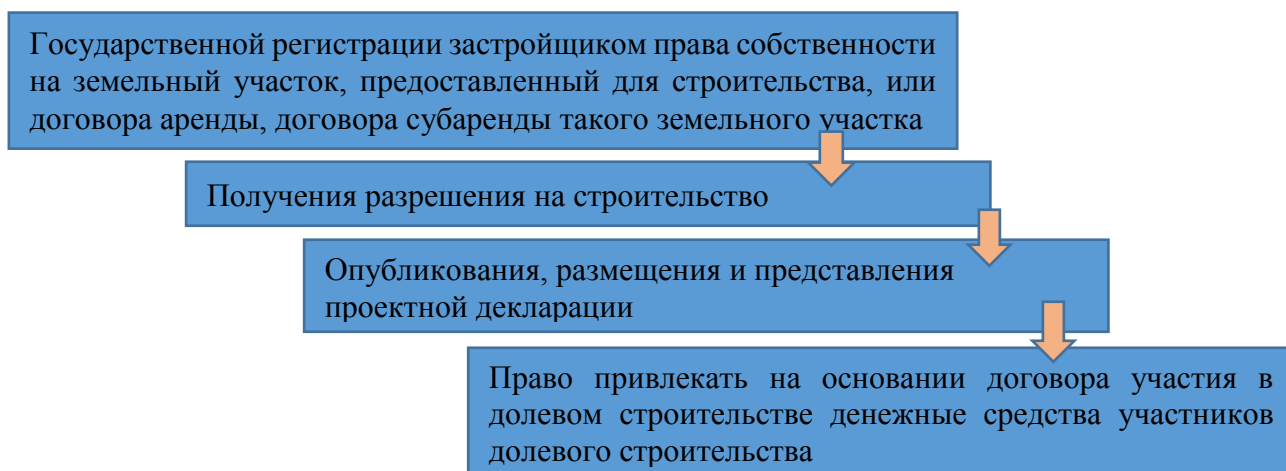 Государственной регистрации застройщиком права собственности
на земельный участок, предоставленный для строительства, или
договора аренды, договора субаренды такого земельного участка
Получения разрешения на строительство
Опубликования, размещения и представления
проектной декларации
Право привлекать на основании договора участия в
долевом строительстве денежные средства участников
долевого строительства